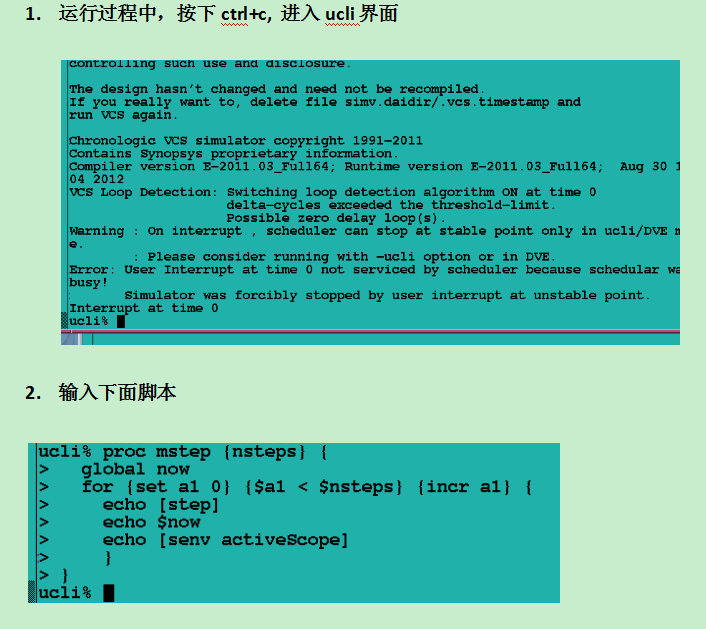 1. 运行过程中，按下 ctrl+c, 进入 ucli 界面
controlling such use and disclosure.
The design hasn't changed and need not be recompiled.
If you really want to, delete file simv.daidir/.vcs.timestamp and
run VCS again.
Chronologic VCS simulator copyright 1991-2011
Contains Synopsys proprietary information.
Compiler version E-2011.03_Full64; Runtime version E-2011.03_Full64; Aug 30
04 2012
VCS Loop Detection: Switching loop detection algorithm ON at time 0
delta-cycles exceeded the threshold-limit.
Possible zero delay loop(s).
Warning : On interrupt , scheduler can stop at stable point only in ucli/DVE
e.
: Please consider running with -ucli option or in DVE.
Error: User Interrupt at time 0 not serviced by scheduler because schedular
busy!
Simulator was forcibly stopped by user interrupt at unstable point.
Interrupt at time 0
ucli%
2. 输入下面脚本
ucli% proc mstep {nsteps} {
> global now
> for {set a1 0} {$a1 < $nsteps} {incr a1} {
> echo [step]
> echo $now
> echo [senv activeScope]
> }
> }
ucli%